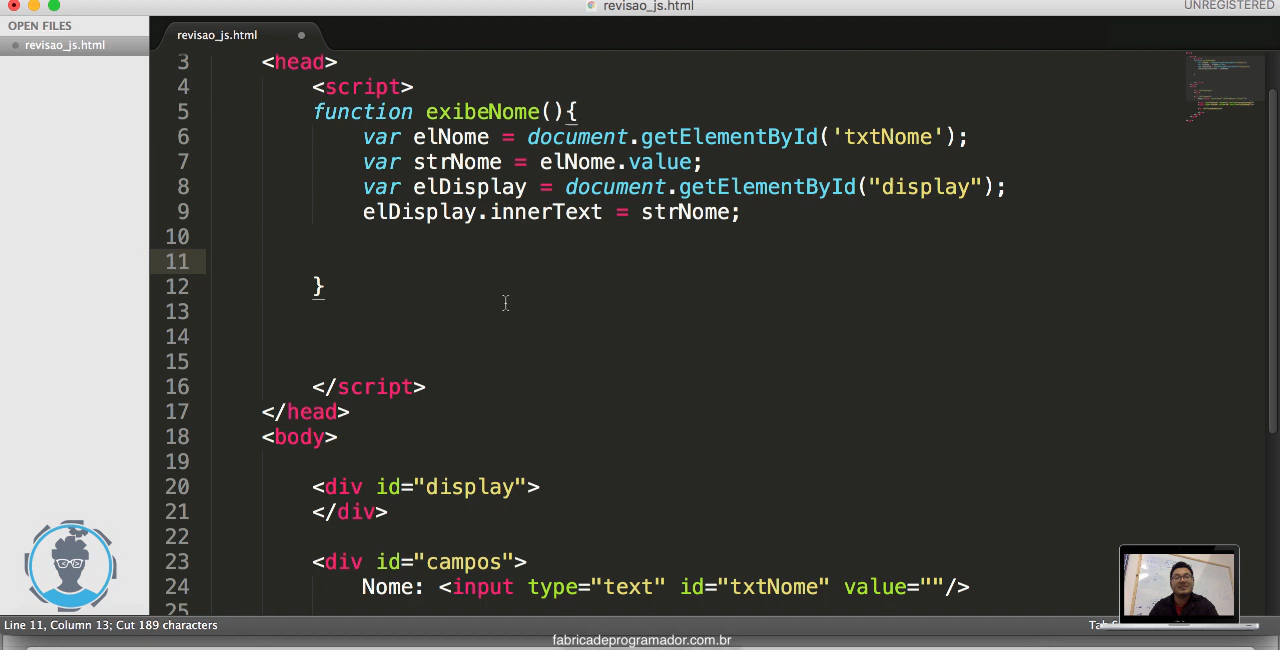 revisao_js.html
UNREGISTERED
OPEN FILES
revisao_js.html
revisao_js.html
3 <head>
4 <script>
5 function exibeNome(){
6 var elNome = document.getElementById('txtNome');
7 var strNome = elNome.value;
8 var elDisplay = document.getElementById("display");
9 elDisplay.innerText = strNome;
10
11
12 }
13
14
15
16 </script>
17 </head>
18 <body>
19
20 <div id="display">
21 </div>
22
23 <div id="campos">
24 Nome: <input type="text" id="txtNome" value=""/>
25
Line 11, Column 13; Cut 189 characters
fabricadeprogramador.com.br